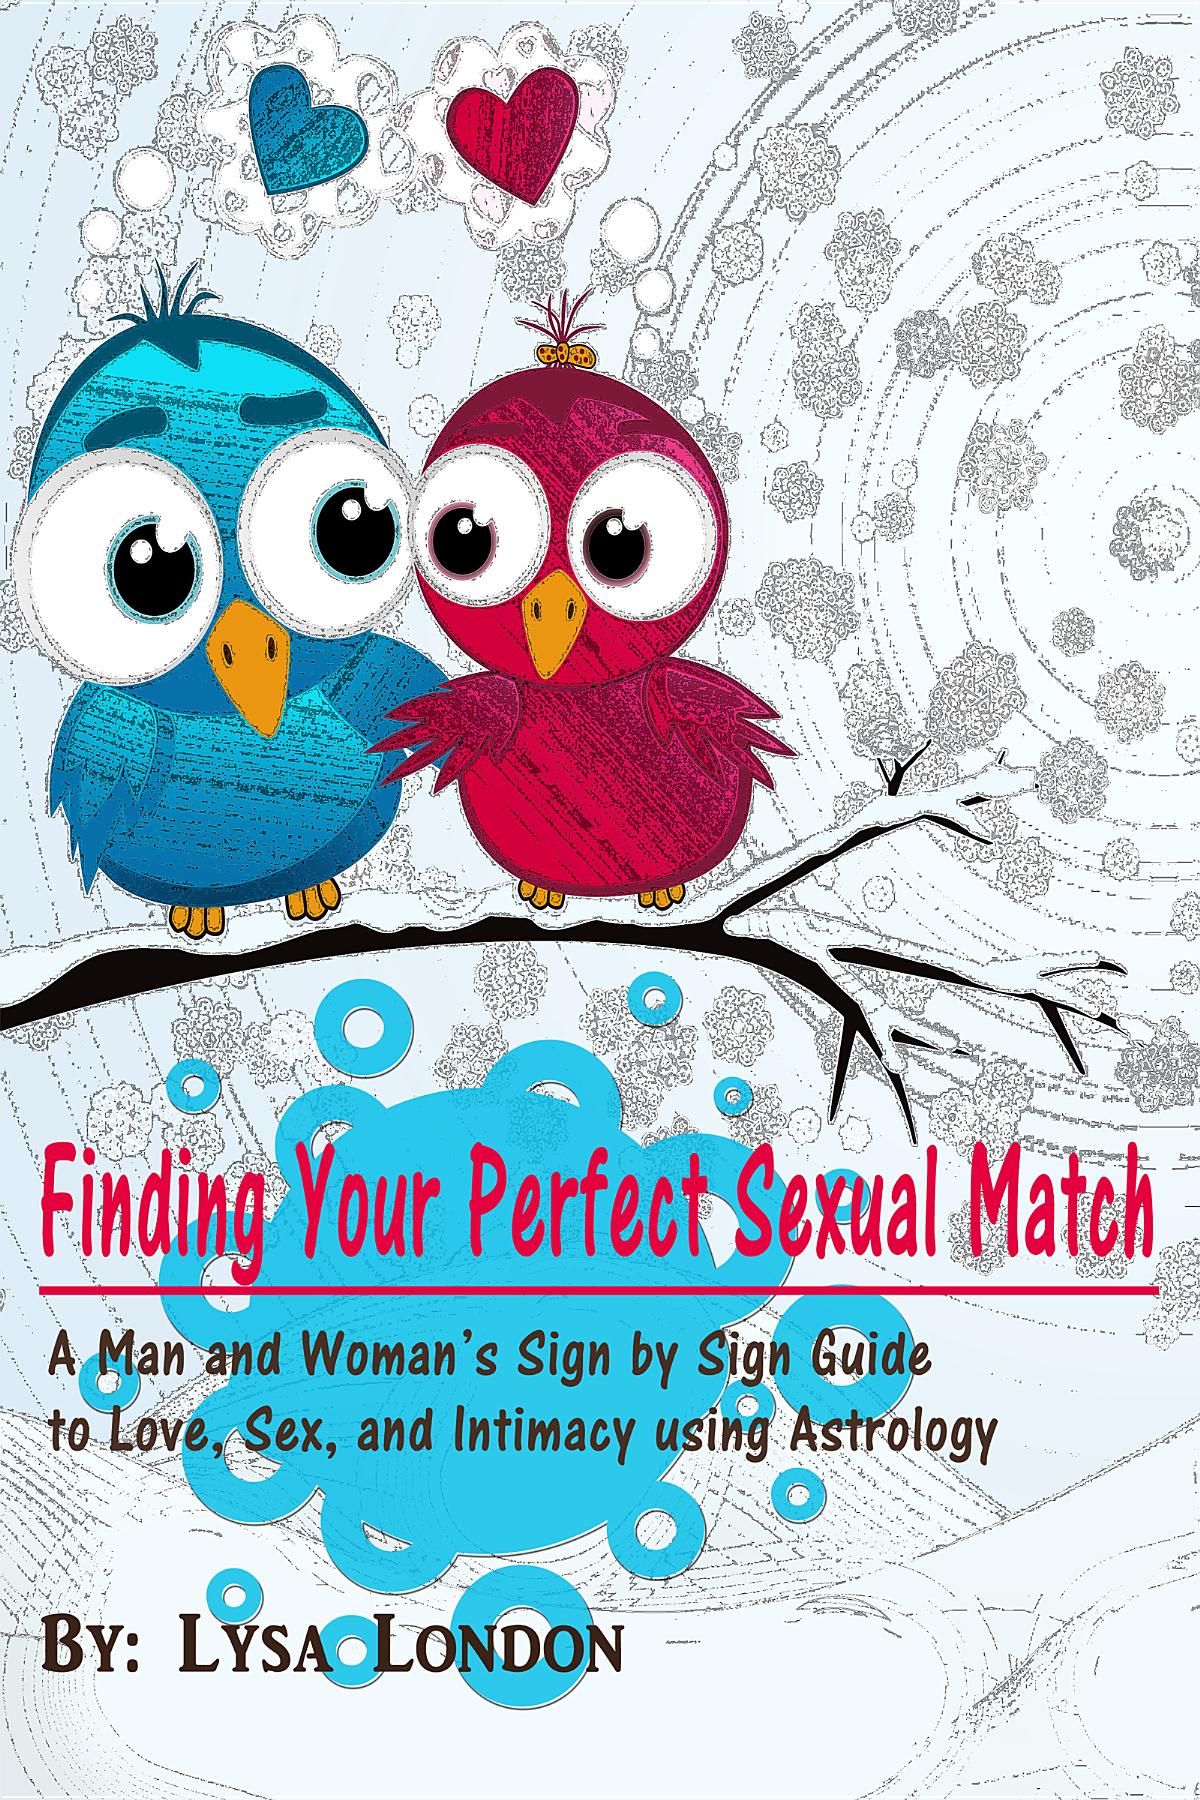 Finding Your Perfect Sexual Match
A Man and Woman's Sign by Sign Guide
to Love, Sex, and Intimacy using Astrology
By: Lysa London